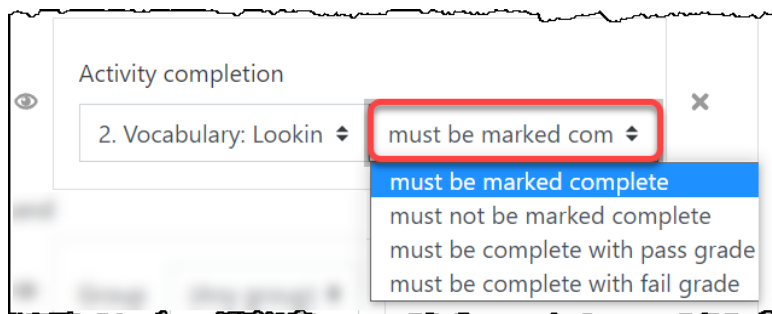 Activity completion
2. Vocabulary: Lookin
must be marked com
must be marked complete
must not be marked complete
must be complete with pass grade
must be complete with fail grade